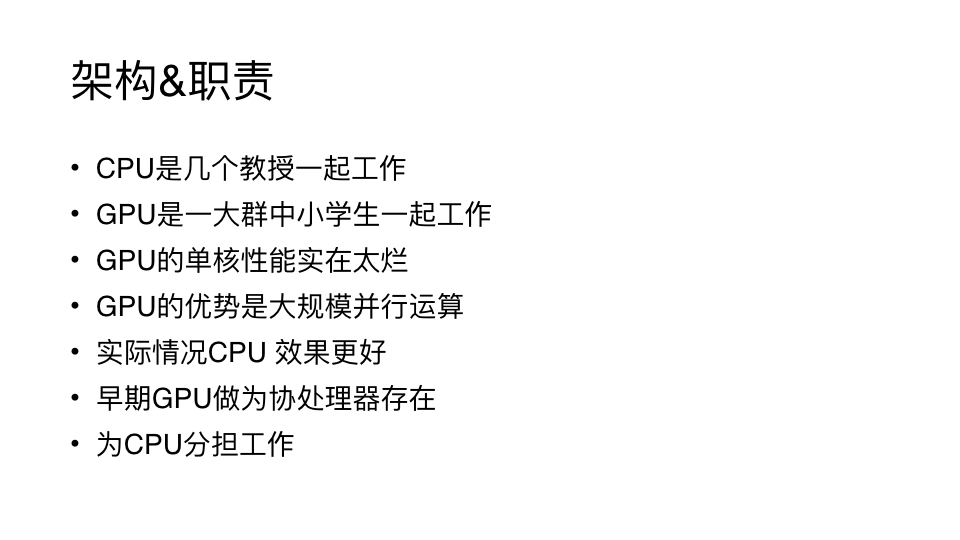 架构&职责
• CPU是几个教授一起工作
• GPU是一大群中小学生一起工作
• GPU的单核性能实在太烂
• GPU的优势是大规模并行运算
• 实际情况CPU 效果更好
• 早期GPU做为协处理器存在
• 为CPU分担工作